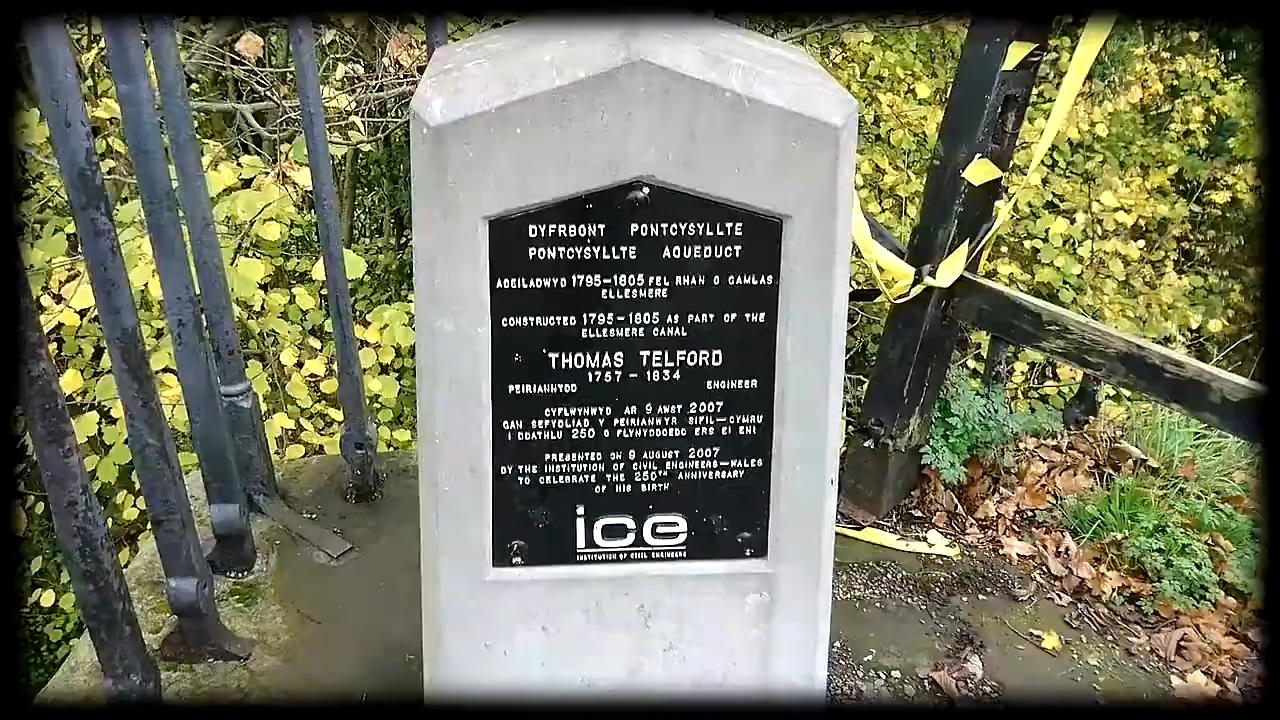 DYFRBONT PONTCYSYLLTE
PONTCYSYLLTE AQUEDUCT
ADEILADWYD 1795-1805 FEL RHAN O GAMLAS
ELLESMERE
CONSTRUCTED 1795-1805 AS PART OF THE
ELLESMERE CANAL
THOMAS TELFORD
1757 - 1834
PEIRIANNYDD ENGINEER
CYFLWYNWYD AR 9 AWST 2007
GAN SEFYDLIAD Y PEIRIANWYR SIFIL-CYMRU
I DDATHLU 250 O FLYNYDDOEDD ERS EI ENI
PRESENTED ON 9 AUGUST 2007
BY THE INSTITUTION OF CIVIL ENGINEERS-WALES
TO CELEBRATE THE 250TH ANNIVERSARY
OF HIS BIRTH
ice
INSTITUTION OF CIVIL ENGINEERS